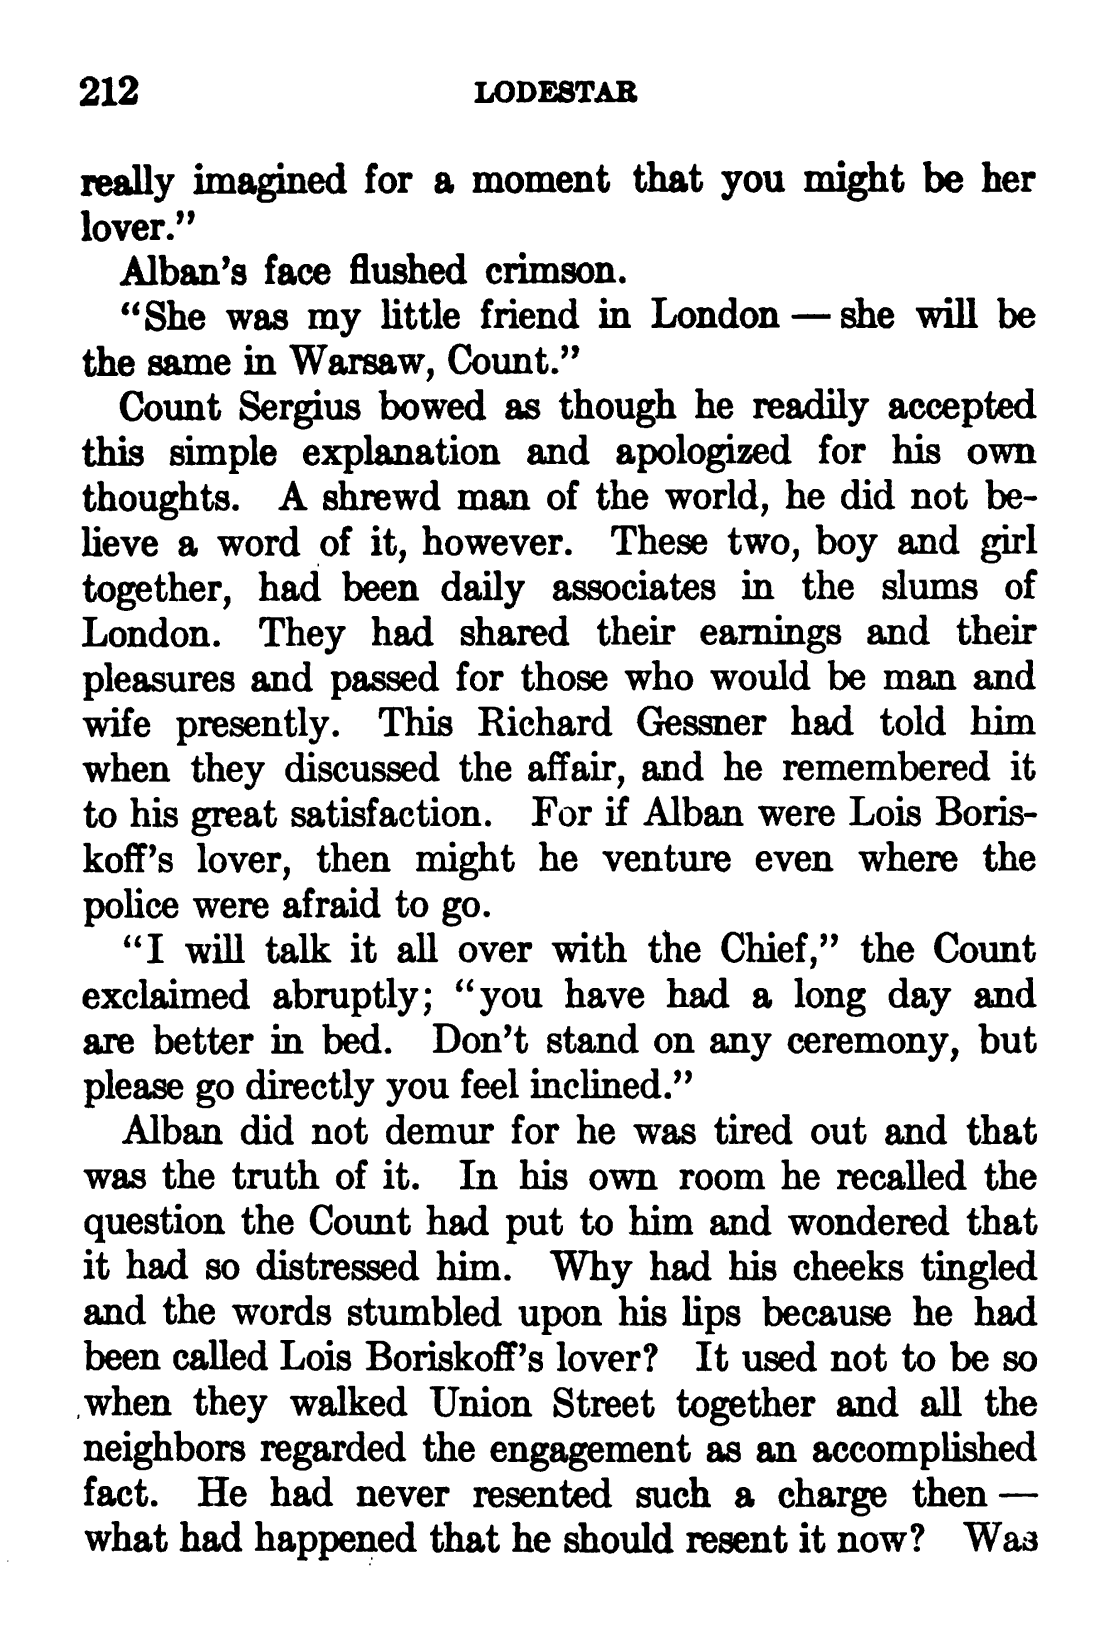 212 LODESTAR
really imagined for a moment that you might be her
lover.”
Alban’s face flushed crimson.
“She was my little friend in London — she will be
the same in Warsaw, Count.”
Count Sergius bowed as though he readily accepted
this simple explanation and apologized for his own
thoughts. A shrewd man of the world, he did not be-
lieve a word of it, however. These two, boy and girl
together, had been daily associates in the slums of
London. They had shared their earnings and their
pleasures and passed for those who would be man and
wife presently. This Richard Gessner had told him
when they discussed the affair, and he remembered it
to his great satisfaction. For if Alban were Lois Boris-
koff’s lover, then might he venture even where the
police were afraid to go.
“I will talk it all over with the Chief,” the Count
exclaimed abruptly; “you have had a long day and
are better in bed. Don’t stand on any ceremony, but
please go directly you feel inclined.”
Alban did not demur for he was tired out and that
was the truth of it. In his own room he recalled the
question the Count had put to him and wondered that
it had so distressed him. Why had his cheeks tingled
and the words stumbled upon his lips because he had
been called Lois Boriskoff’s lover? It used not to be so
when they walked Union Street together and all the
neighbors regarded the engagement as an accomplished
fact. He had never resented such a charge then —
what had happened that he should resent it now? Was